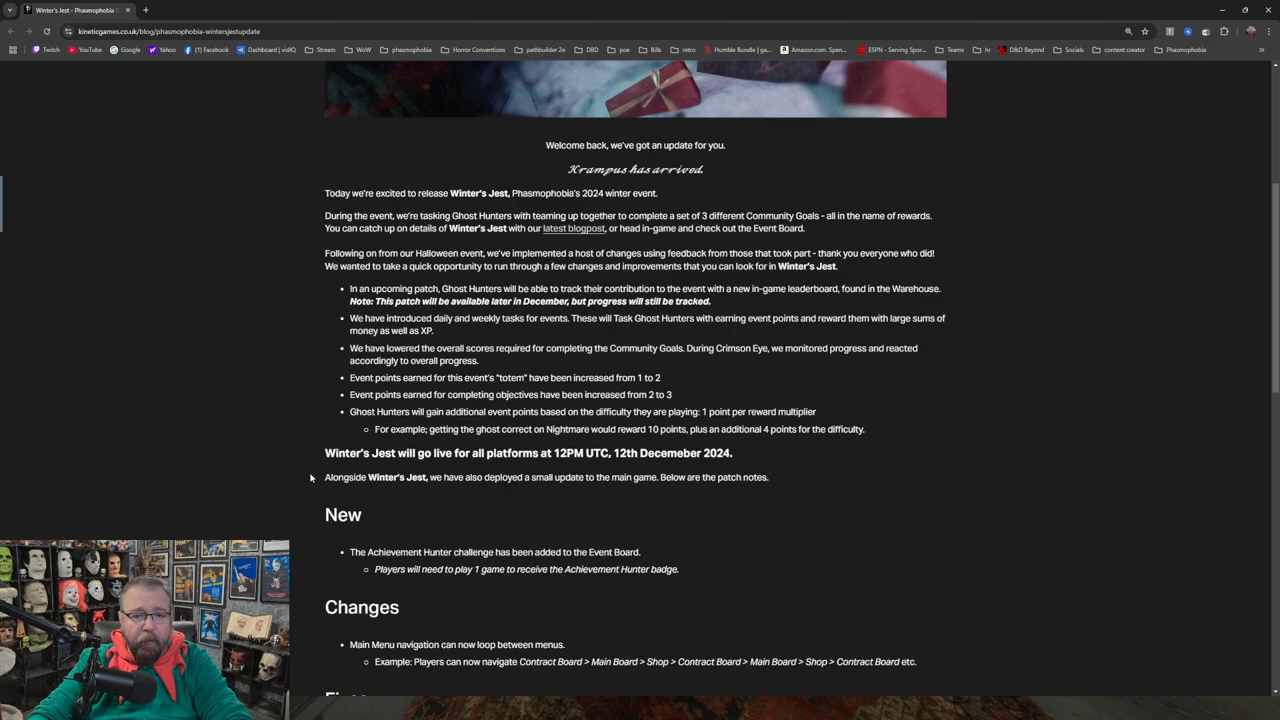 Winter's Jest - Phasmophobia
kineticgames.co.uk/blog/phasmophobia-wintersjestupdate
Twitch YouTube Google Yahoo (1) Facebook Dashboard | vidIQ Stream WoW phasmophobia Horror Conventions pathbuilder 2e DBD poe Bills retro Humble Bundle | ga... Amazon.com. Spen... ESPN - Serving Spor... Teams hr D&D Beyond Socials content creator Phasmophobia
Welcome back, we've got an update for you.
Krampus has arrived.
Today we're excited to release Winter's Jest, Phasmophobia's 2024 winter event.
During the event, we're tasking Ghost Hunters with teaming up together to complete a set of 3 different Community Goals - all in the name of rewards.
You can catch up on details of Winter's Jest with our latest blogpost, or head in-game and check out the Event Board.
Following on from our Halloween event, we've implemented a host of changes using feedback from those that took part - thank you everyone who did!
We wanted to take a quick opportunity to run through a few changes and improvements that you can look for in Winter's Jest.
• In an upcoming patch, Ghost Hunters will be able to track their contribution to the event with a new in-game leaderboard, found in the Warehouse.
Note: This patch will be available later in December, but progress will still be tracked.
• We have introduced daily and weekly tasks for events. These will Task Ghost Hunters with earning event points and reward them with large sums of
money as well as XP.
• We have lowered the overall scores required for completing the Community Goals. During Crimson Eye, we monitored progress and reacted
accordingly to overall progress.
• Event points earned for this event's "totem" have been increased from 1 to 2
• Event points earned for completing objectives have been increased from 2 to 3
• Ghost Hunters will gain additional event points based on the difficulty they are playing: 1 point per reward multiplier
○ For example; getting the ghost correct on Nightmare would reward 10 points, plus an additional 4 points for the difficulty.
Winter's Jest will go live for all platforms at 12PM UTC, 12th Decemeber 2024.
Alongside Winter's Jest, we have also deployed a small update to the main game. Below are the patch notes.
New
• The Achievement Hunter challenge has been added to the Event Board.
○ Players will need to play 1 game to receive the Achievement Hunter badge.
Changes
• Main Menu navigation can now loop between menus.
○ Example: Players can now navigate Contract Board > Main Board > Shop > Contract Board > Main Board > Shop > Contract Board etc.